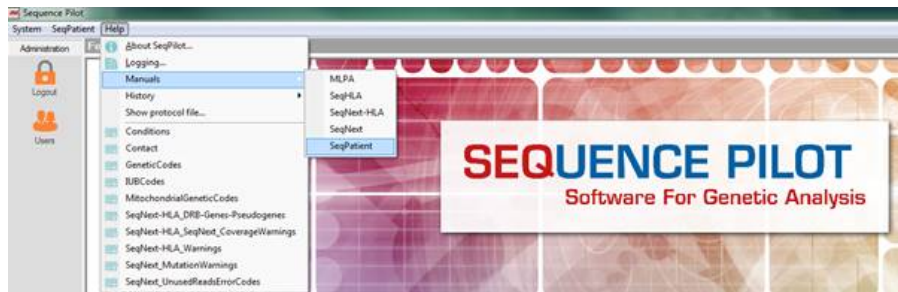 Sequence Pilot
System SeqPatient Help
Administration
Logout
Users
About SeqPilot...
Logging...
Manuals
History
Show protocol file...
Conditions
Contact
GeneticCodes
IUBCodes
MitochondrialGeneticCodes
SeqNext-HLA_DRB-Genes-Pseudogenes
SeqNext-HLA_SeqNext_CoverageWarnings
SeqNext-HLA_Warnings
SeqNext_MutationWarnings
SeqNext_UnusedReadsErrorCodes
MLPA
SeqHLA
SeqNext-HLA
SeqNext
SeqPatient
SEQUENCE PILOT
Software For Genetic Analysis